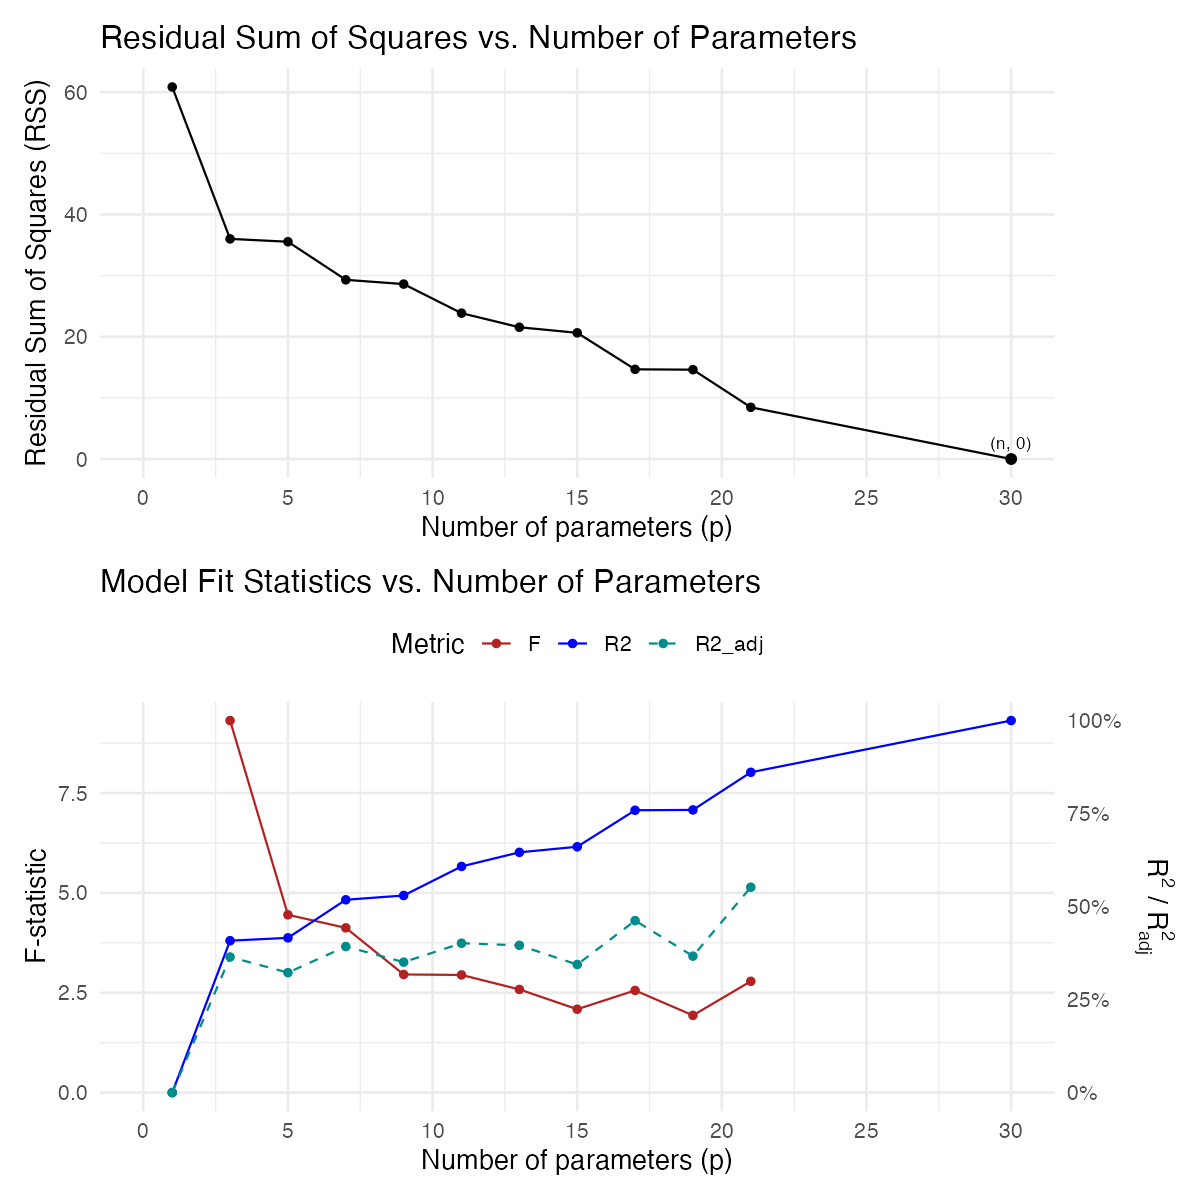 Residual Sum of Squares vs. Number of Parameters
Residual Sum of Squares (RSS)
60
40
20
0
(n, 0)
0 5 10 15 20 25 30
Number of parameters (p)
Model Fit Statistics vs. Number of Parameters
Metric F R2 R2_adj
F-statistic
7.5
5.0
2.5
0.0
100%
75%
50%
25%
0%
R² / R²adj
0 5 10 15 20 25 30
Number of parameters (p)